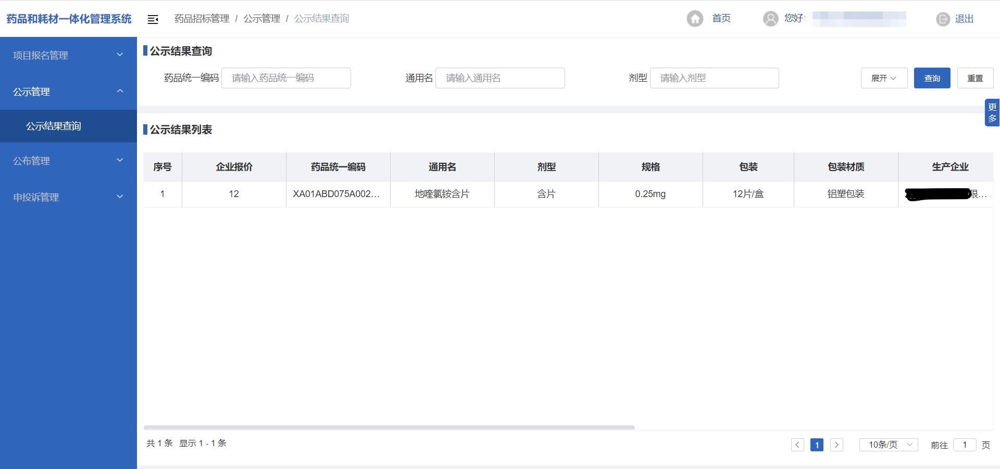 药品和耗材一体化管理系统
药品招标管理 / 公示管理 / 公示结果查询
首页
您好
退出
项目报名管理
公示管理
公示结果查询
公布管理
申投诉管理
公示结果查询
药品统一编码 请输入药品统一编码
通用名 请输入通用名
剂型 请输入剂型
展开
查询
重置
更多
公示结果列表
序号 企业报价 药品统一编码 通用名 剂型 规格 包装 包装材质 生产企业
1 12 XA01ABD075A002... 地喹氯铵含片 含片 0.25mg 12片/盒 铝塑包装 限...
共 1 条 显示 1 - 1 条
1
10条/页
前往 1 页